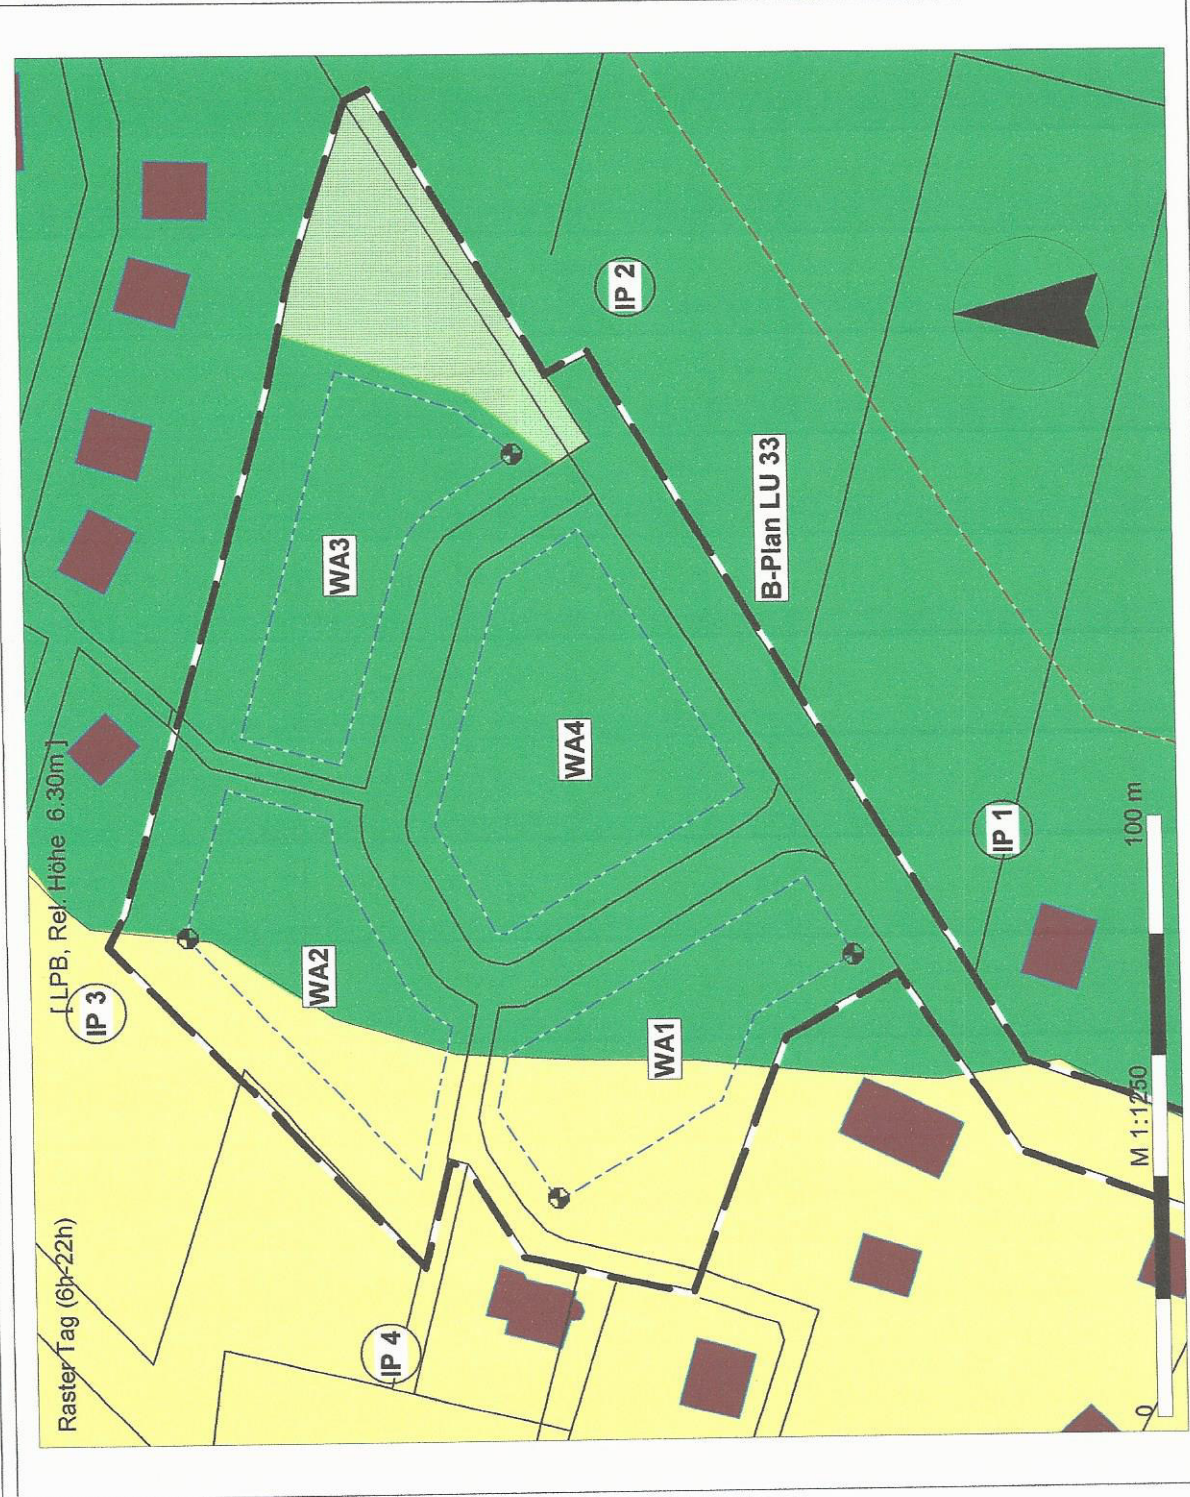 Raster Tag (6h-22h)
[ LPB, Rel. Höhe 6.30m ]
IP 3
IP 4
WA2
WA3
WA4
WA1
IP 2
B-Plan LU 33
IP 1
M 1:1250
0
100 m